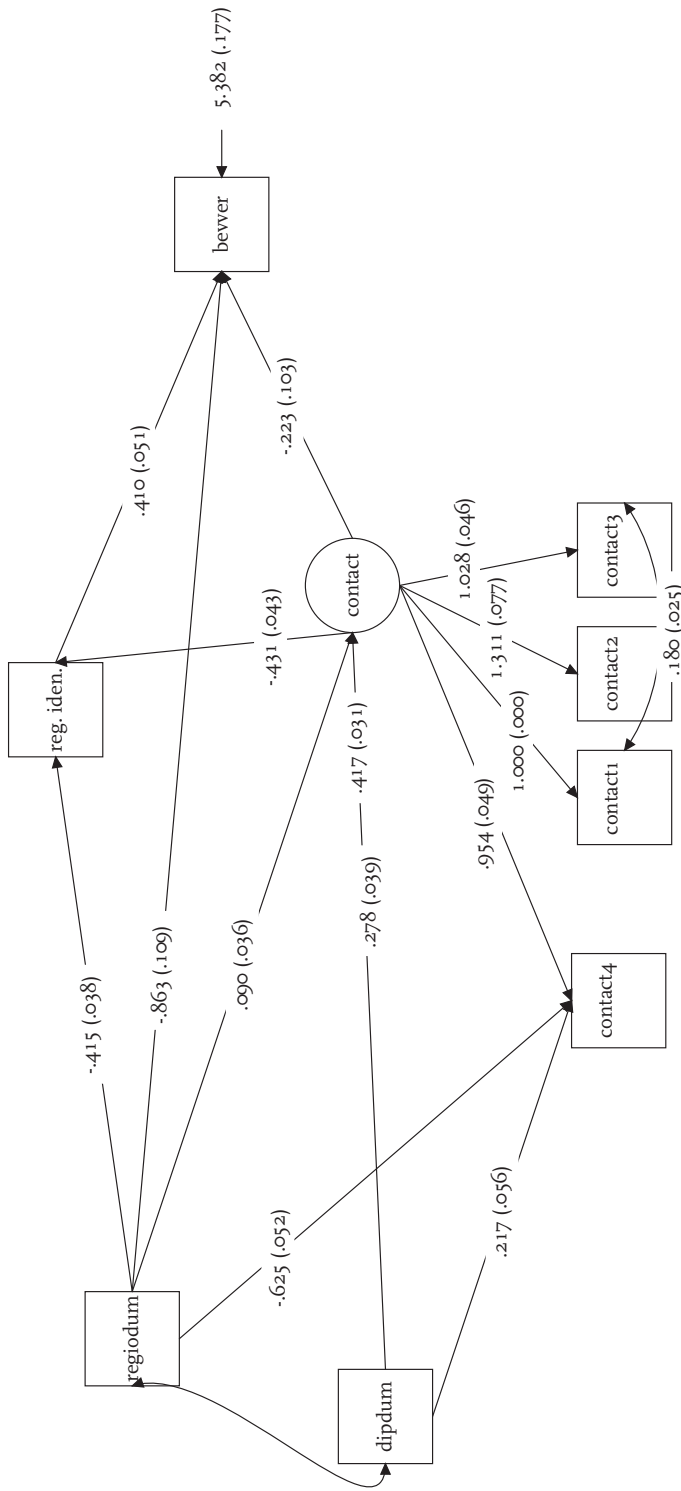 regiodum
dipdum
reg. iden.
contact
bevver
contact4
contact1
contact2
contact3
-.415 (.038)
-.863 (.109)
.090 (.036)
-.625 (.052)
.278 (.039)
.217 (.056)
.417 (.031)
-.431 (.043)
.410 (.051)
-.223 (.103)
5.382 (.177)
.954 (.049)
1.000 (.000)
1.311 (.077)
1.028 (.046)
.180 (.025)